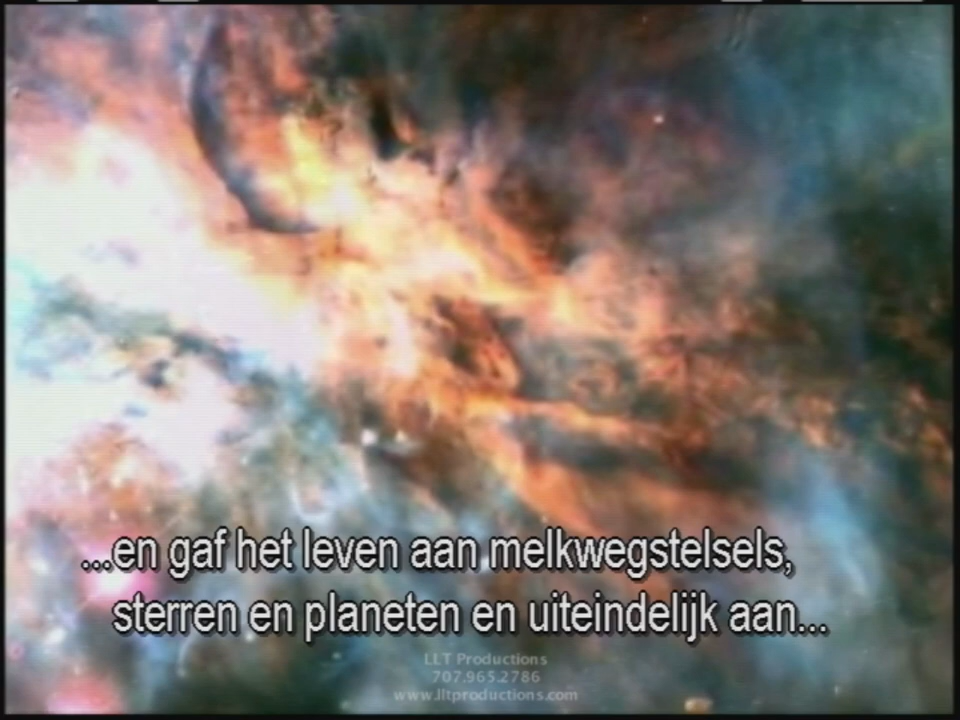 ...en gaf het leven aan melkwegstelsels,
sterren en planeten en uiteindelijk aan...
LLT Productions
707.965.2786
www.lltproductions.com